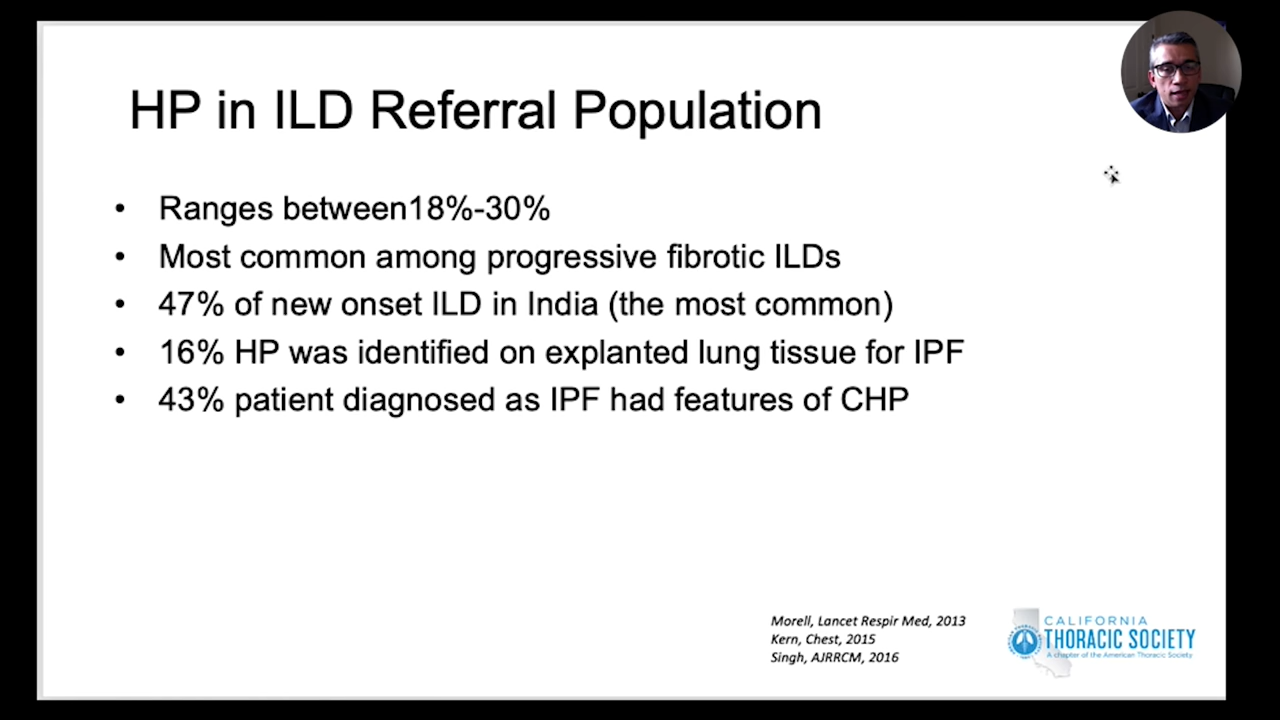 HP in ILD Referral Population
• Ranges between18%-30%
• Most common among progressive fibrotic ILDs
• 47% of new onset ILD in India (the most common)
• 16% HP was identified on explanted lung tissue for IPF
• 43% patient diagnosed as IPF had features of CHP
Morell, Lancet Respir Med, 2013
Kern, Chest, 2015
Singh, AJRRCM, 2016
CALIFORNIA
THORACIC SOCIETY
A chapter of the American Thoracic Society